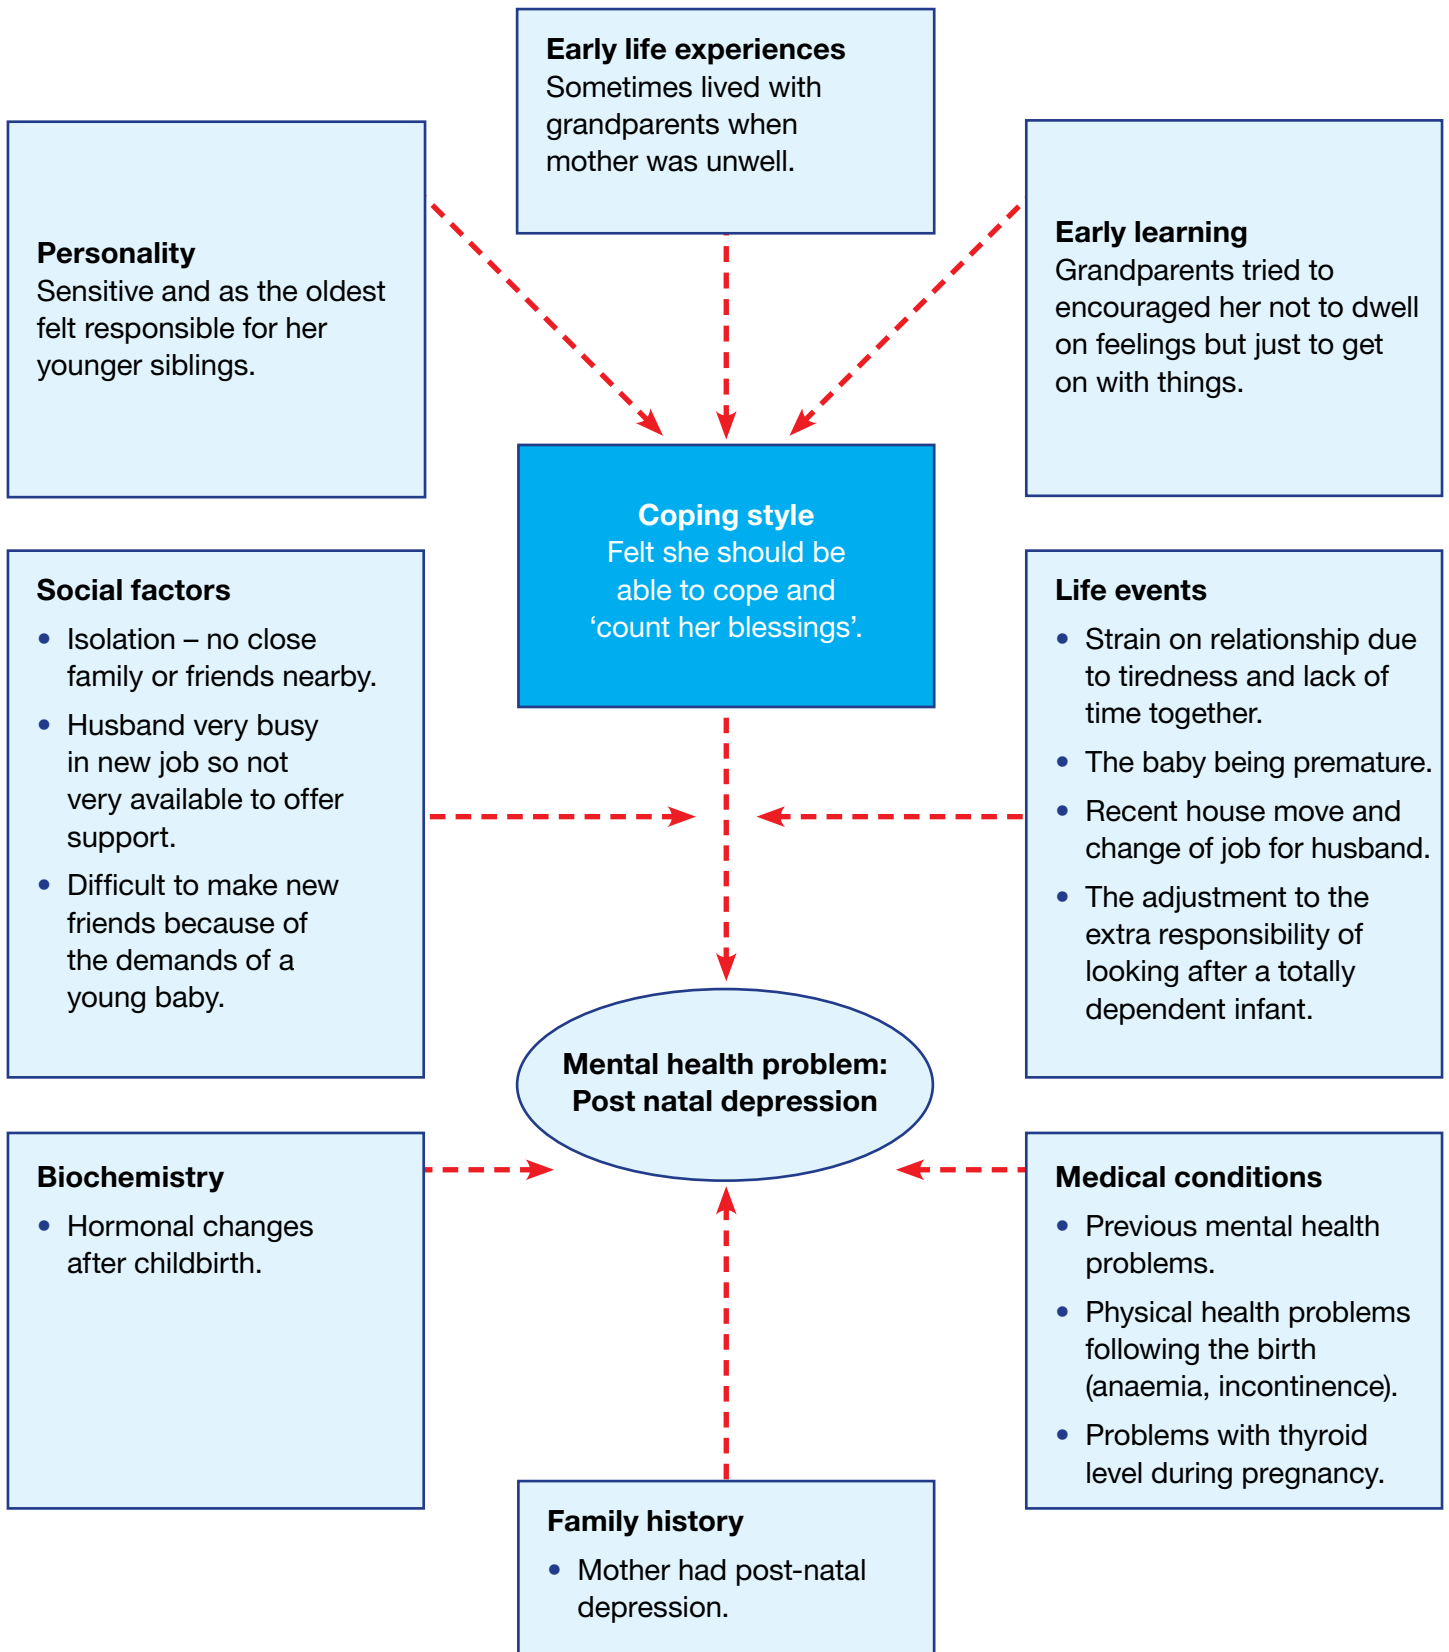 Early life experiences
Sometimes lived with
grandparents when
mother was unwell.
Personality
Sensitive and as the oldest
felt responsible for her
younger siblings.
Early learning
Grandparents tried to
encouraged her not to dwell
on feelings but just to get
on with things.
Coping style
Felt she should be
able to cope and
‘count her blessings’.
Social factors
• Isolation – no close
family or friends nearby.
• Husband very busy
in new job so not
very available to offer
support.
• Difficult to make new
friends because of
the demands of a
young baby.
Life events
• Strain on relationship due
to tiredness and lack of
time together.
• The baby being premature.
• Recent house move and
change of job for husband.
• The adjustment to the
extra responsibility of
looking after a totally
dependent infant.
Mental health problem:
Post natal depression
Biochemistry
• Hormonal changes
after childbirth.
Medical conditions
• Previous mental health
problems.
• Physical health problems
following the birth
(anaemia, incontinence).
• Problems with thyroid
level during pregnancy.
Family history
• Mother had post-natal
depression.